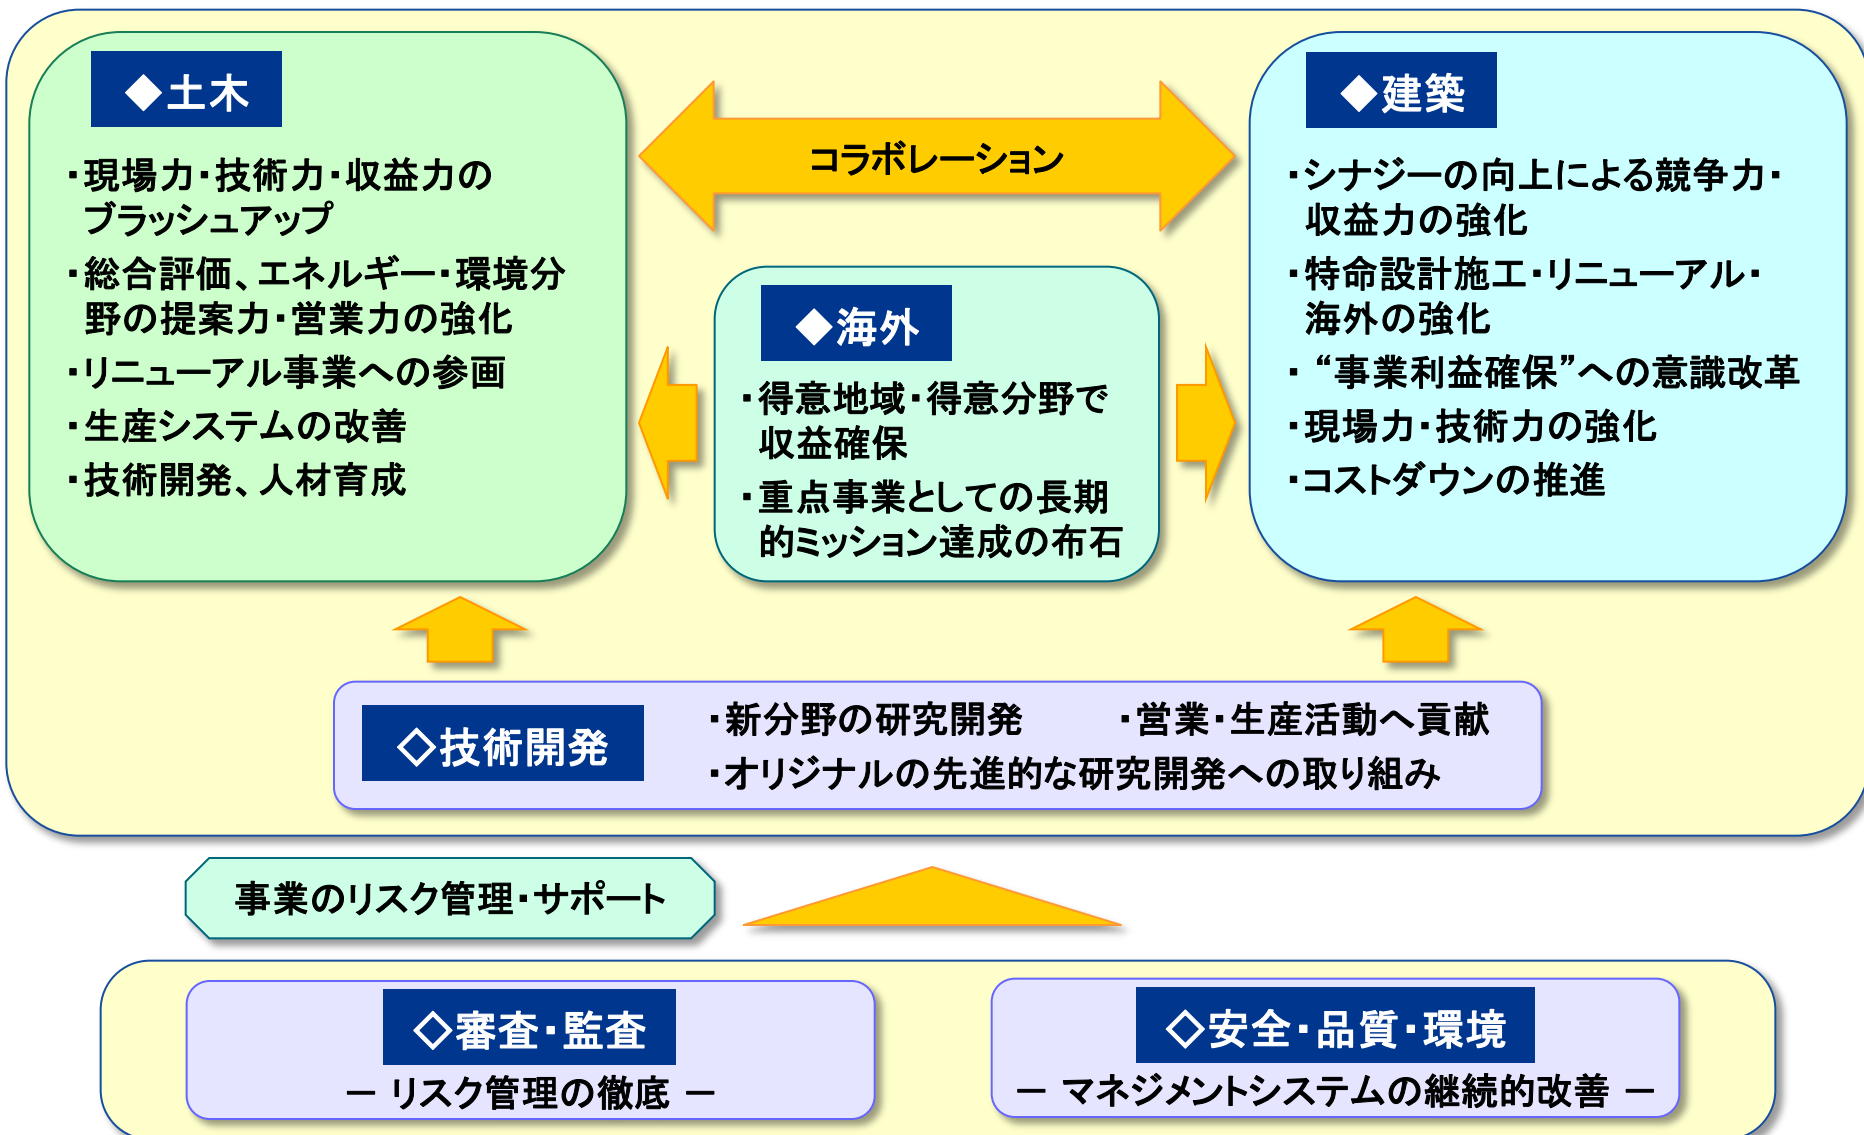 ◆土木
・現場力・技術力・収益力の
ブラッシュアップ
・総合評価、エネルギー・環境分
野の提案力・営業力の強化
・リニューアル事業への参画
・生産システムの改善
・技術開発、人材育成
コラボレーション
◆海外
・得意地域・得意分野で
収益確保
・重点事業としての長期
的ミッション達成の布石
◆建築
・シナジーの向上による競争力・
収益力の強化
・特命設計施工・リニューアル・
海外の強化
・“事業利益確保”への意識改革
・現場力・技術力の強化
・コストダウンの推進
◇技術開発
・新分野の研究開発 ・営業・生産活動へ貢献
・オリジナルの先進的な研究開発への取り組み
事業のリスク管理・サポート
◇審査・監査
－ リスク管理の徹底 －
◇安全・品質・環境
－ マネジメントシステムの継続的改善 －